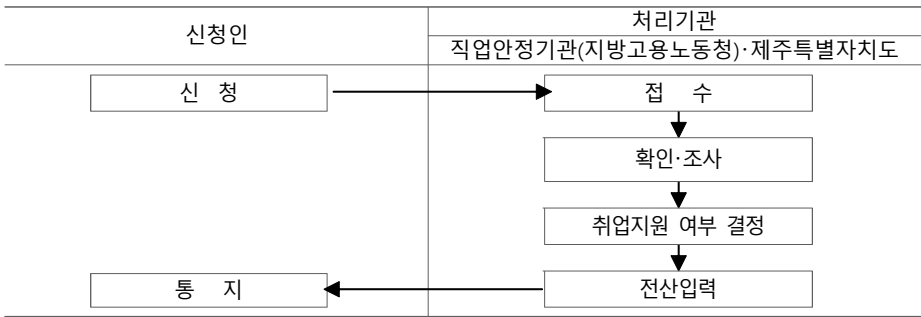 신청인
처리기관
직업안정기관(지방고용노동청)·제주특별자치도
신 청
접 수
확인·조사
취업지원 여부 결정
통 지
전산입력